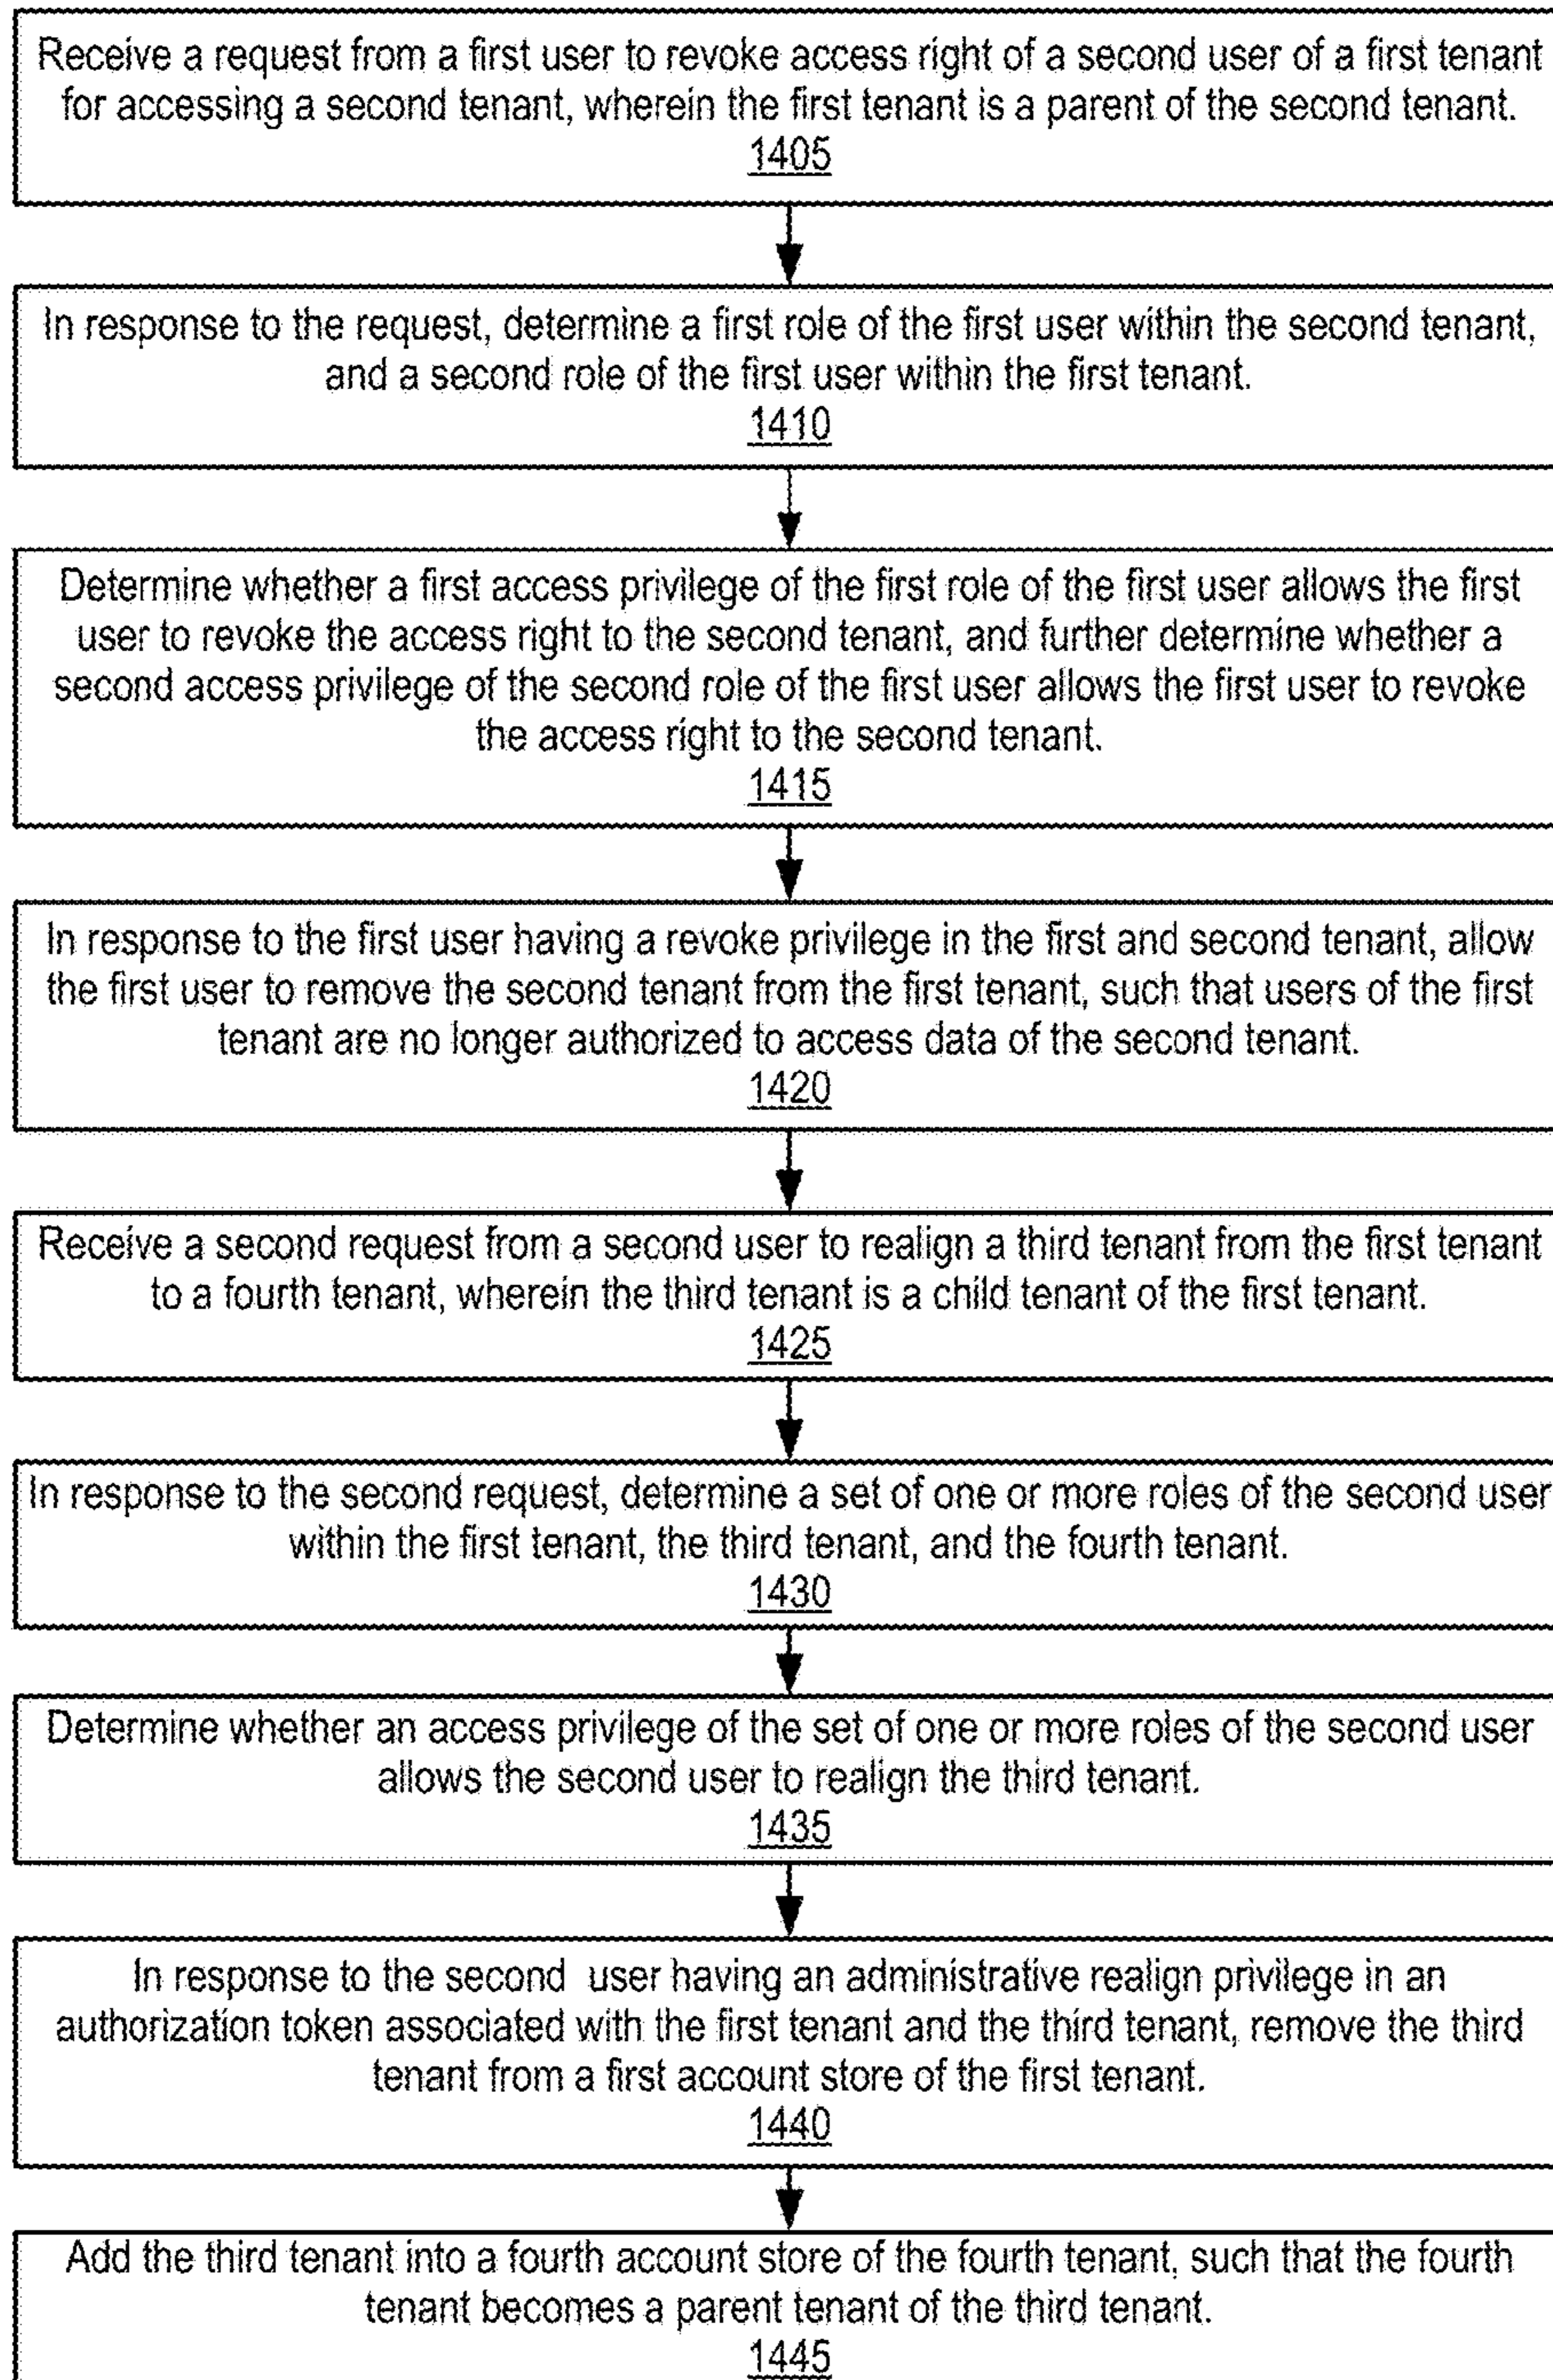 Receive a request from a first user to revoke access right of a second user of a first tenant
for accessing a second tenant, wherein the first tenant is a parent of the second tenant.
1405
In response to the request, determine a first role of the first user within the second tenant,
and a second role of the first user within the first tenant.
1410
Determine whether a first access privilege of the first role of the first user allows the first
user to revoke the access right to the second tenant, and further determine whether a
second access privilege of the second role of the first user allows the first user to revoke
the access right to the second tenant.
1415
In response to the first user having a revoke privilege in the first and second tenant, allow
the first user to remove the second tenant from the first tenant, such that users of the first
tenant are no longer authorized to access data of the second tenant.
1420
Receive a second request from a second user to realign a third tenant from the first tenant
to a fourth tenant, wherein the third tenant is a child tenant of the first tenant.
1425
In response to the second request, determine a set of one or more roles of the second user
within the first tenant, the third tenant, and the fourth tenant.
1430
Determine whether an access privilege of the set of one or more roles of the second user
allows the second user to realign the third tenant.
1435
In response to the second user having an administrative realign privilege in an
authorization token associated with the first tenant and the third tenant, remove the third
tenant from a first account store of the first tenant.
1440
Add the third tenant into a fourth account store of the fourth tenant, such that the fourth
tenant becomes a parent tenant of the third tenant.
1445